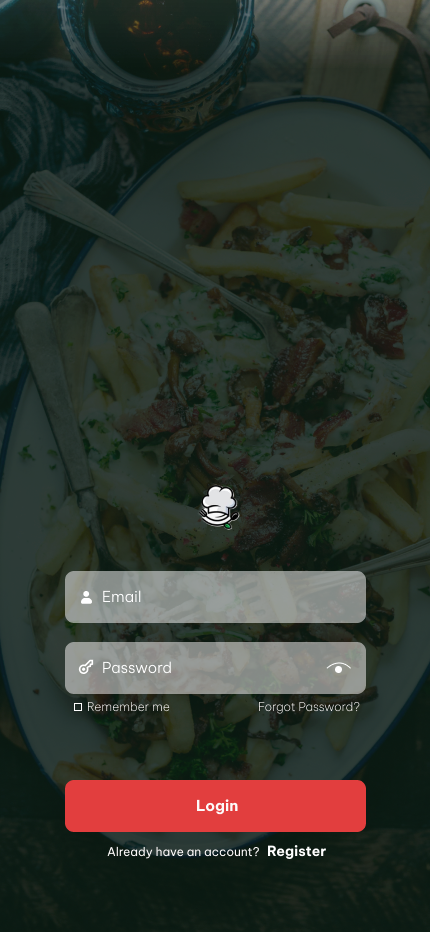 Email
Password
Remember me Forgot Password?
Login
Already have an account? Register